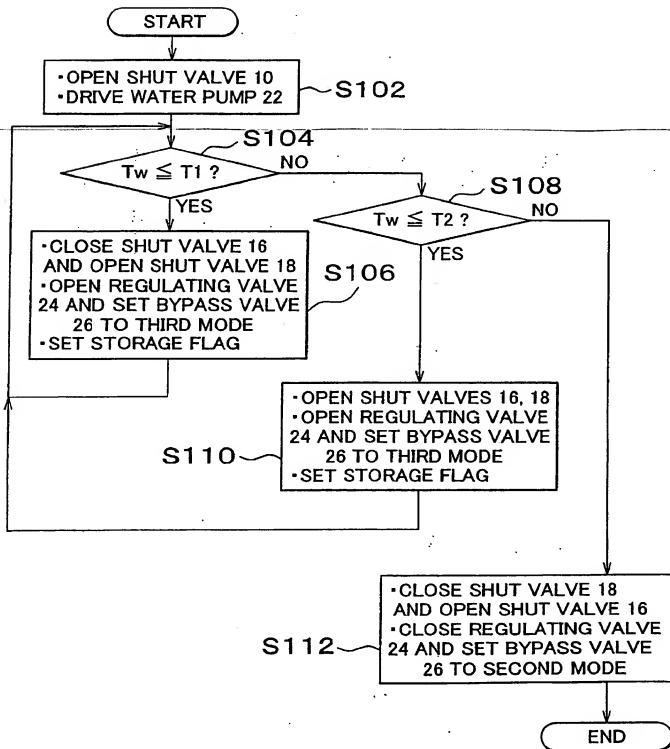 START
·OPEN SHUT VALVE 10
·DRIVE WATER PUMP 22
S102
S104
Tw ≦ T1 ?
NO
YES
S108
Tw ≦ T2 ?
NO
YES
·CLOSE SHUT VALVE 16
AND OPEN SHUT VALVE 18
·OPEN REGULATING VALVE
24 AND SET BYPASS VALVE
26 TO THIRD MODE
·SET STORAGE FLAG
S106
·OPEN SHUT VALVES 16, 18
·OPEN REGULATING VALVE
24 AND SET BYPASS VALVE
26 TO THIRD MODE
·SET STORAGE FLAG
S110
·CLOSE SHUT VALVE 18
AND OPEN SHUT VALVE 16
·CLOSE REGULATING VALVE
24 AND SET BYPASS VALVE
26 TO SECOND MODE
S112
END